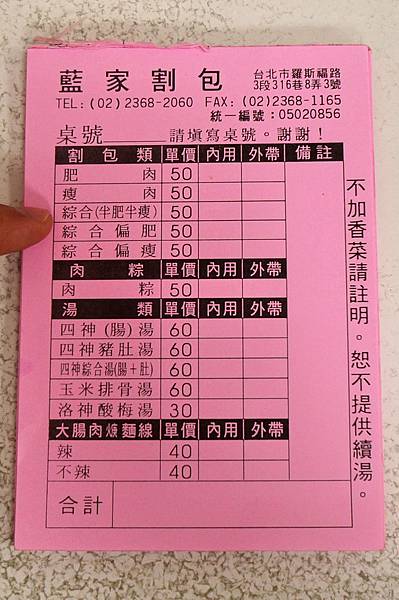 藍家割包
台北市羅斯福路
3段316巷8弄3號
TEL:(02)2368-2060 FAX:(02)2368-1165
統一編號:05020856
桌號______請填寫桌號。謝謝!
割包類 單價 內用 外帶 備註
肥肉 50
瘦肉 50
綜合(半肥半瘦) 50
綜合偏肥 50
綜合偏瘦 50
肉粽 單價 內用 外帶
肉粽 50
湯類 單價 內用 外帶
四神(腸)湯 60
四神豬肚湯 60
四神綜合湯(腸+肚) 60
玉米排骨湯 60
洛神酸梅湯 30
大腸肉焿麵線 單價 內用 外帶
辣 40
不辣 40
合計
不加香菜請註明。恕不提供續湯。